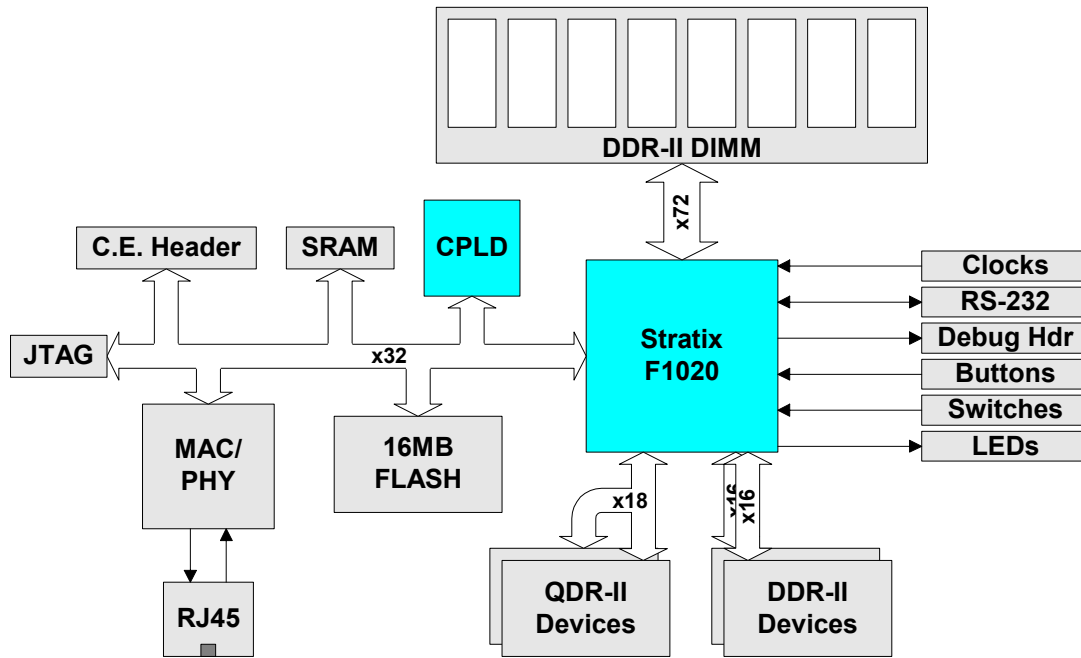 DDR-II DIMM
x72
C.E. Header
SRAM
CPLD
Clocks
RS-232
Debug Hdr
Buttons
Switches
LEDs
Stratix
F1020
JTAG
x32
MAC/
PHY
16MB
FLASH
x18
x16
x16
RJ45
QDR-II
Devices
DDR-II
Devices